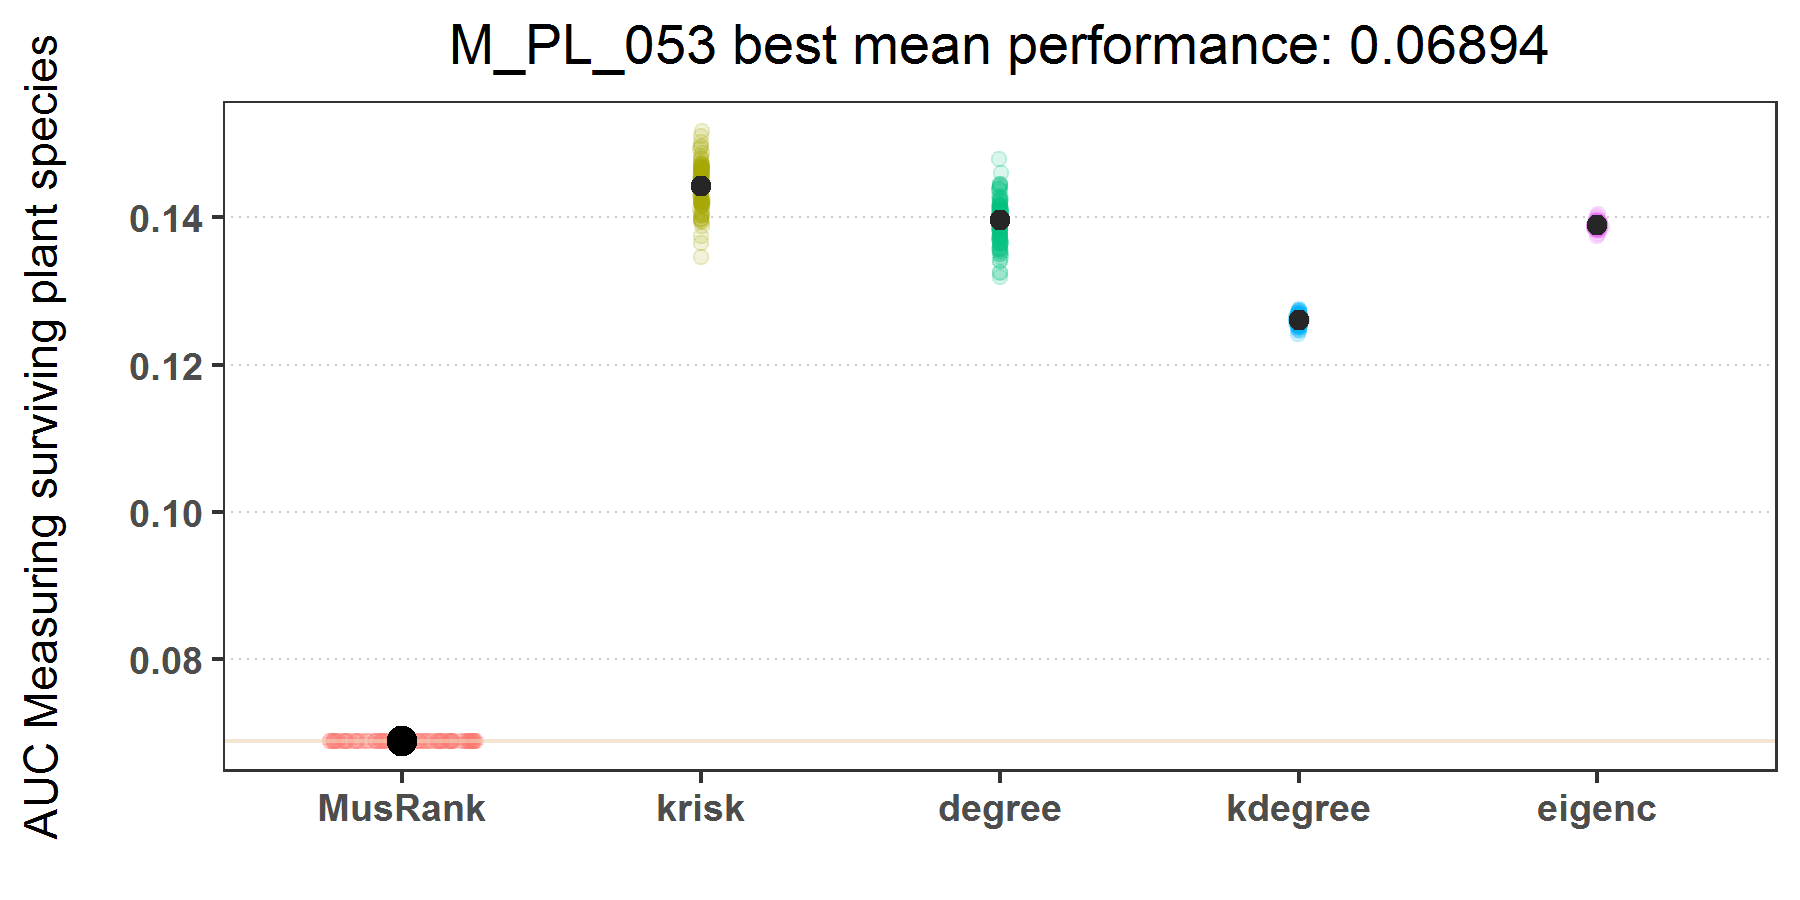 M_PL_053 best mean performance: 0.06894
AUC Measuring surviving plant species
0.14
0.12
0.10
0.08
MusRank krisk degree kdegree eigenc